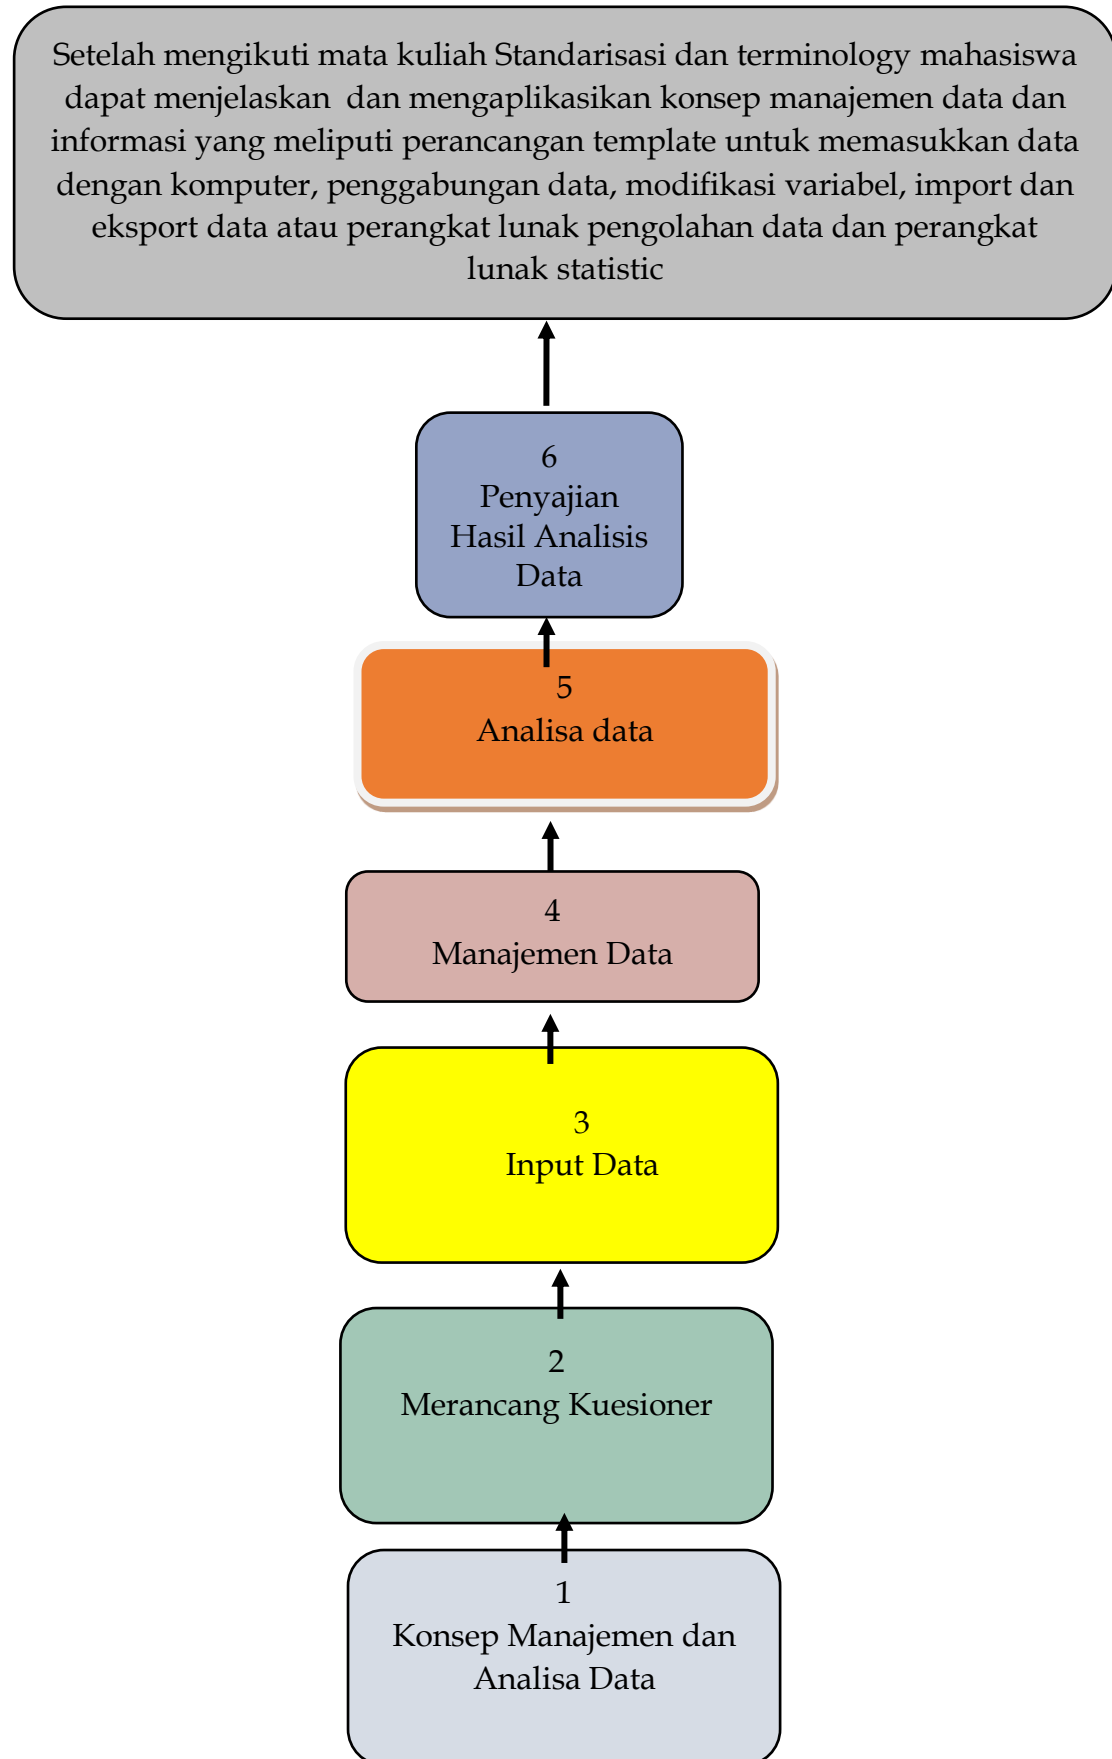 Setelah mengikuti mata kuliah Standarisasi dan terminology mahasiswa
dapat menjelaskan dan mengaplikasikan konsep manajemen data dan
informasi yang meliputi perancangan template untuk memasukkan data
dengan komputer, penggabungan data, modifikasi variabel, import dan
eksport data atau perangkat lunak pengolahan data dan perangkat
lunak statistic
6
Penyajian
Hasil Analisis
Data
5
Analisa data
4
Manajemen Data
3
Input Data
2
Merancang Kuesioner
1
Konsep Manajemen dan
Analisa Data